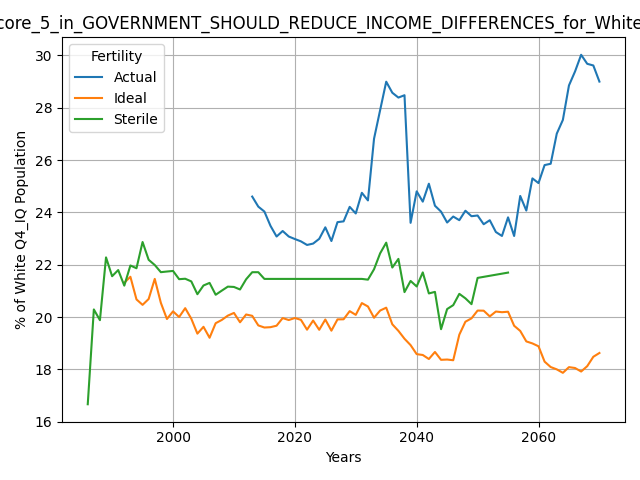 core_5_in_GOVERNMENT_SHOULD_REDUCE_INCOME_DIFFERENCES_for_White
Fertility
Actual
Ideal
Sterile
30
28
26
24
22
20
18
16
% of White Q4_IQ Population
2000
2020
2040
2060
Years